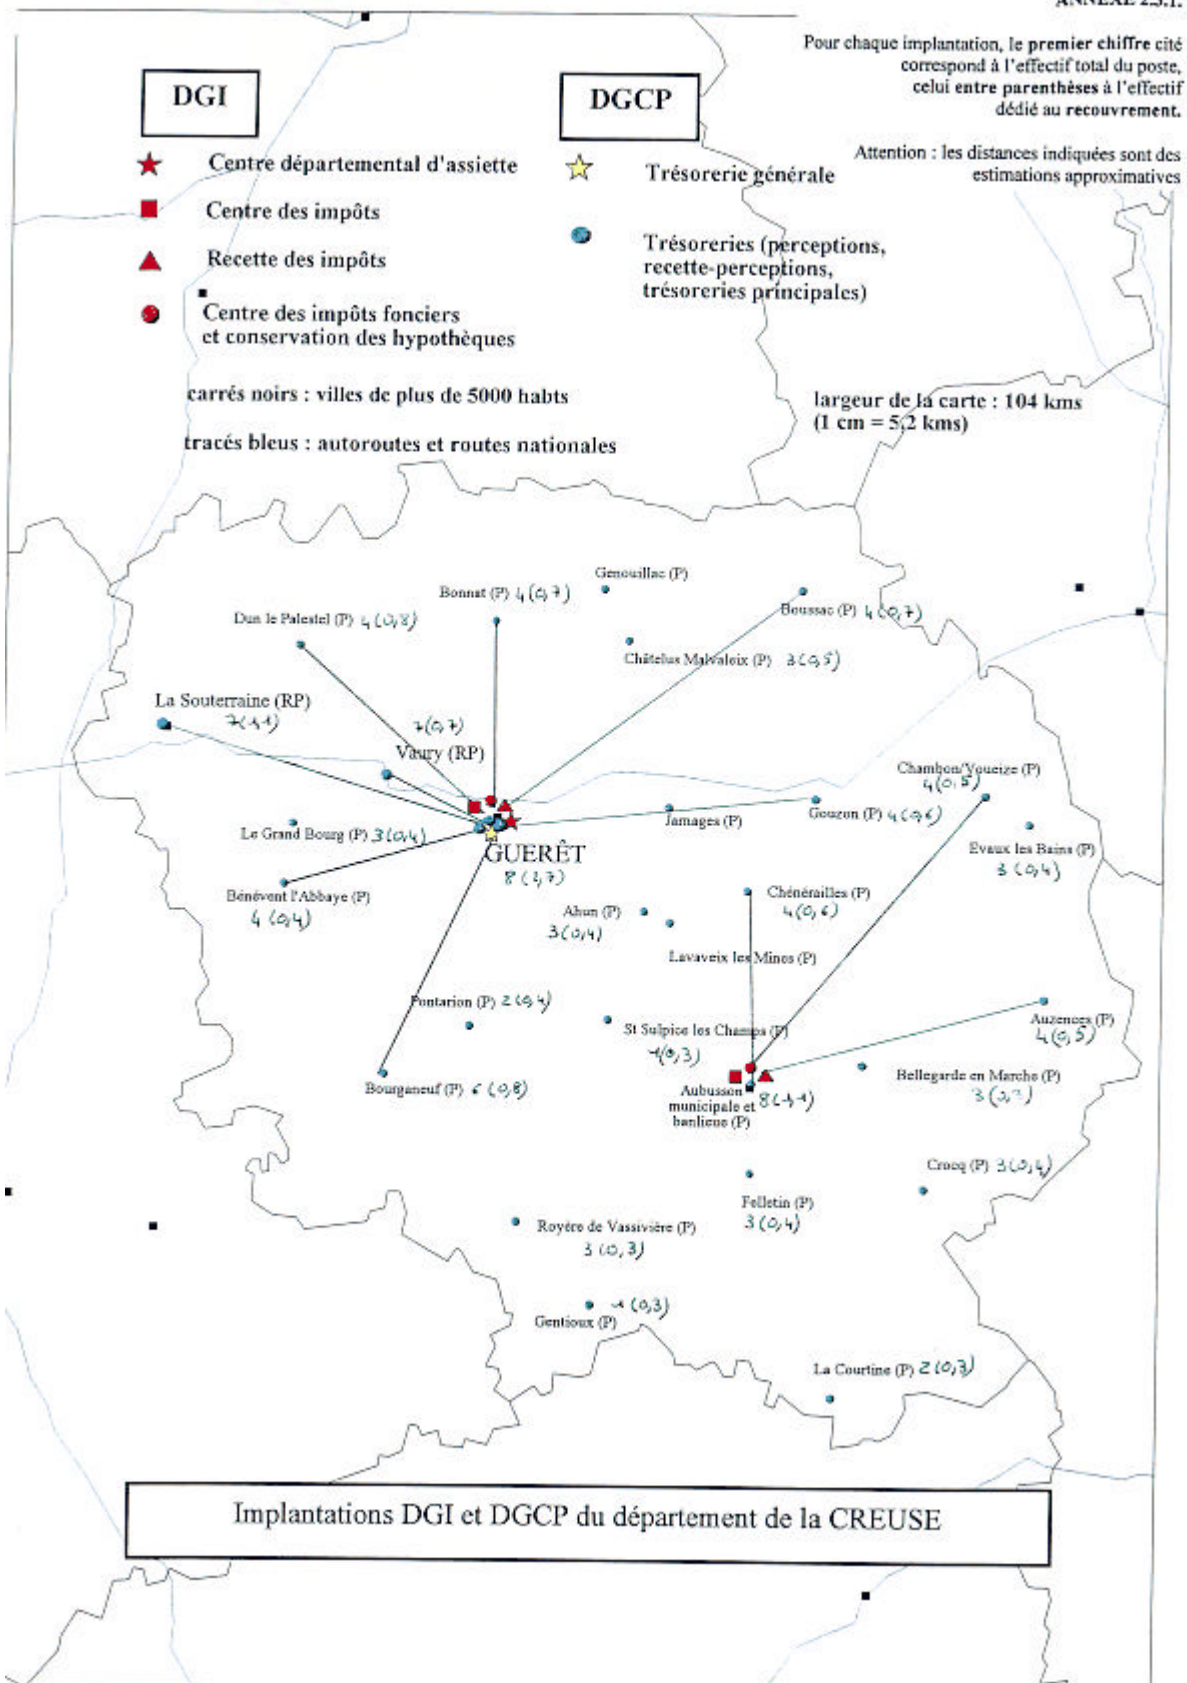 ANNEXE 2.3.1.
Pour chaque implantation, le premier chiffre cité
correspond à l'effectif total du poste,
celui entre parenthèses à l'effectif
dédié au recouvrement.
Attention : les distances indiquées sont des
estimations approximatives
DGI
Centre départemental d'assiette
Centre des impôts
Recette des impôts
Centre des impôts fonciers
et conservation des hypothèques
DGCP
Trésorerie générale
Trésoreries (perceptions,
recette-perceptions,
trésoreries principales)
carrés noirs : villes de plus de 5000 habts
tracés bleus : autoroutes et routes nationales
largeur de la carte : 104 kms
(1 cm = 5,2 kms)
Genouillac (P)
Bonnat (P) 4 (0,7)
Boussac (P) 4 (0,7)
Dun le Palestel (P) 4 (0,8)
Châtelus Malvaleix (P) 3 (0,5)
La Souterraine (RP)
7 (1,1)
7 (0,7)
Vaury (RP)
Chambon/Voueize (P)
4 (0,5)
Jarnages (P)
Gouzon (P) 4 (0,6)
Le Grand Bourg (P) 3 (0,4)
GUERÊT
8
Evaux les Bains (P)
3 (0,4)
Bénévent l'Abbaye (P)
4 (0,4)
Chénérailles (P)
4 (0,6)
Ahun (P)
3 (0,4)
Lavaveix les Mines (P)
Pontarion (P) 2 (0,4)
St Sulpice les Champs (P)
1 (0,3)
Auzences (P)
4 (0,5)
Bourganeuf (P) 6 (0,8)
Bellegarde en Marche (P)
3
Aubusson
municipale et
banlieue (P)
8 (1,1)
Crocq (P) 3 (0,4)
Felletin (P)
3 (0,4)
Royère de Vassivière (P)
3 (0,3)
1 (0,3)
Gentioux (P)
La Courtine (P) 2 (0,3)
Implantations DGI et DGCP du département de la CREUSE